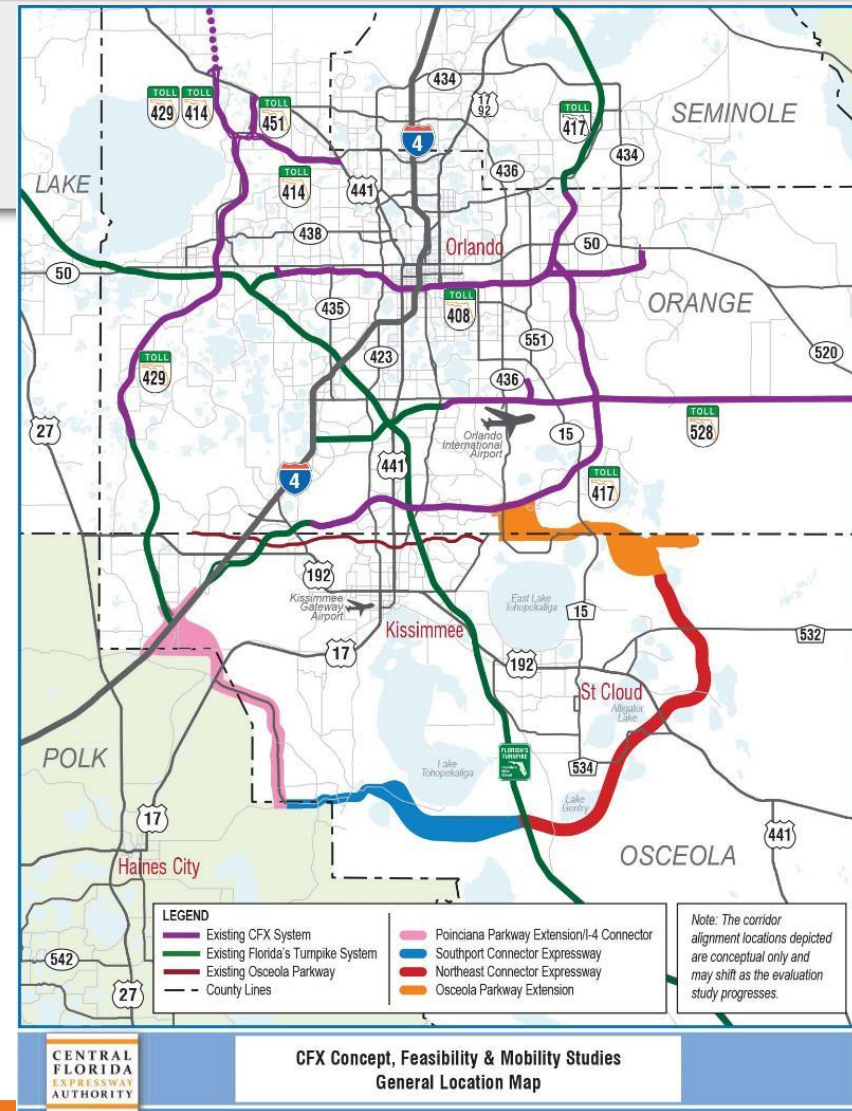 434
17
92
TOLL
429
TOLL
414
TOLL
451
4
TOLL
417
SEMINOLE
434
436
LAKE
TOLL
414
441
438
Orlando
50
50
TOLL
408
ORANGE
435
551
423
520
TOLL
429
436
27
Orlando
International
Airport
15
TOLL
528
441
4
TOLL
417
192
Kissimmee
Gateway
Airport
East Lake
Tohopekaliga
15
Kissimmee
532
17
192
St Cloud
Alligator
Lake
POLK
FLORIDA'S
TURNPIKE
534
Lake
Tohopekaliga
Lake
Gentry
17
441
OSCEOLA
Haines City
542
27
LEGEND
Existing CFX System
Existing Florida's Turnpike System
Existing Osceola Parkway
County Lines
Poinciana Parkway Extension/I-4 Connector
Southport Connector Expressway
Northeast Connector Expressway
Osceola Parkway Extension
Note: The corridor
alignment locations depicted
are conceptual only and
may shift as the evaluation
study progresses.
CENTRAL
FLORIDA
EXPRESSWAY
AUTHORITY
CFX Concept, Feasibility & Mobility Studies
General Location Map